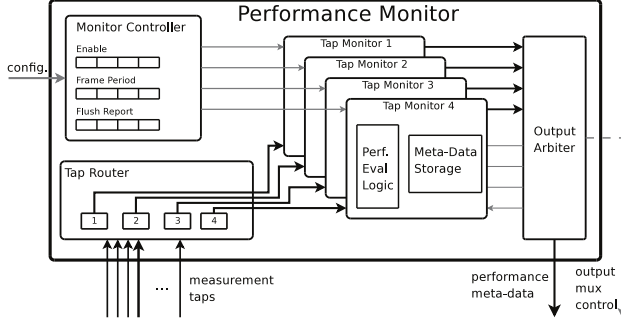 Performance Monitor
Monitor Controller
Enable
Frame Period
Flush Report
config.
Tap Monitor 1
Tap Monitor 2
Tap Monitor 3
Tap Monitor 4
Perf.
Eval
Logic
Meta-Data
Storage
Output
Arbiter
Tap Router
1
2
3
4
...
measurement
taps
performance
meta-data
output
mux
control